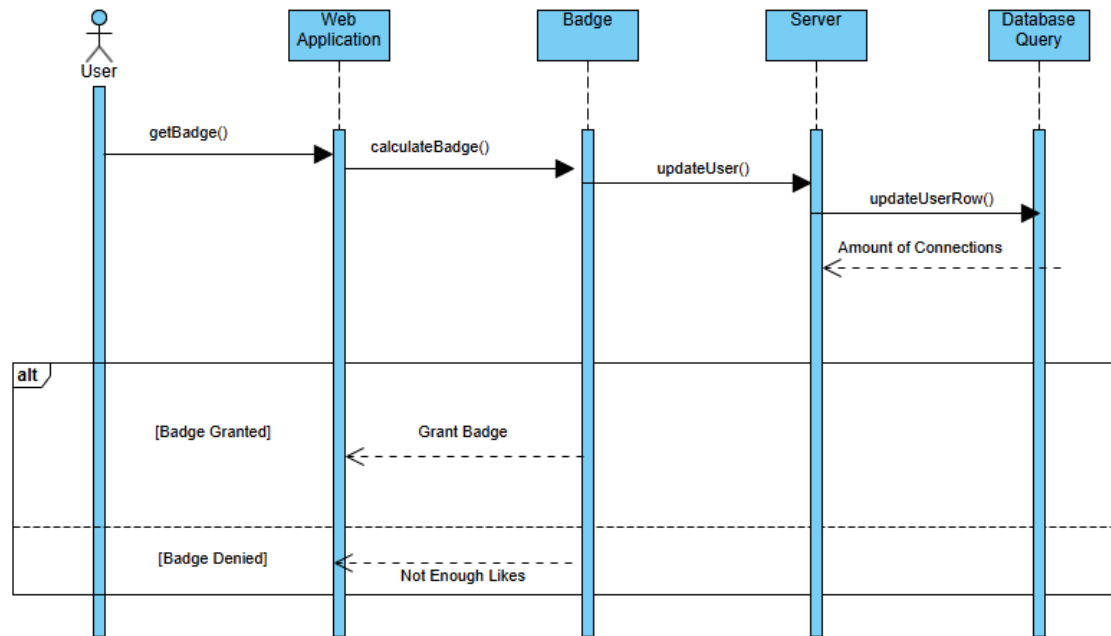 Web
Application
Badge
Server
Database
Query
User
getBadge()
calculateBadge()
updateUser()
updateUserRow()
Amount of Connections
alt
[Badge Granted]
Grant Badge
[Badge Denied]
Not Enough Likes